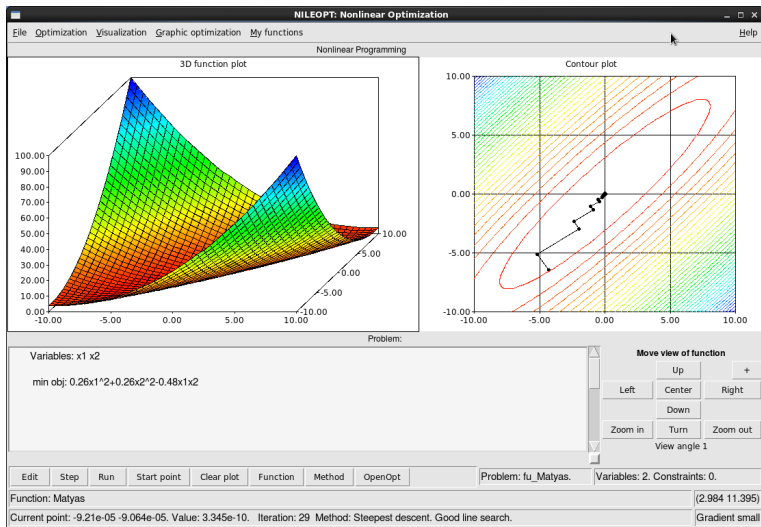 NILEOPT: Nonlinear Optimization
File Optimization Visualization Graphic optimization My functions Help
Nonlinear Programming
3D function plot
100.00
90.00
80.00
70.00
60.00
50.00
40.00
30.00
20.00
10.00
0.00
-10.00 -5.00 0.00 5.00 10.00
-10.00
-5.00
0.00
5.00
10.00
Contour plot
10.00
5.00
0.00
-5.00
-10.00
-10.00 -5.00 0.00 5.00 10.00
Problem:
Variables: x1 x2
min obj: 0.26x1^2+0.26x2^2-0.48x1x2
Move view of function
Up +
Left Center Right
Down -
Zoom in Turn Zoom out
View angle 1
Edit Step Run Start point Clear plot Function Method OpenOpt
Problem: fu_Matyas. Variables: 2. Constraints: 0.
Function: Matyas (2.984 11.395)
Current point: -9.21e-05 -9.064e-05. Value: 3.345e-10. Iteration: 29 Method: Steepest descent. Good line search. Gradient small